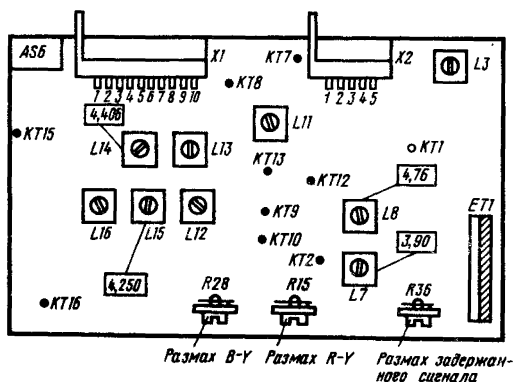 AS6
X1
KT7
X2
L3
KT8
1 2 3 4 5 6 7 8 9 10
1 2 3 4 5
4,406
L11
KT15
KT1
L14
L13
KT13
4,76
KT12
ET1
L16
L15
L12
KT9
L8
KT10
3,90
KT2
4,250
R28
R15
L7
R36
KT16
Размах B-Y
Размах R-Y
Размах задержан-
ного сигнала